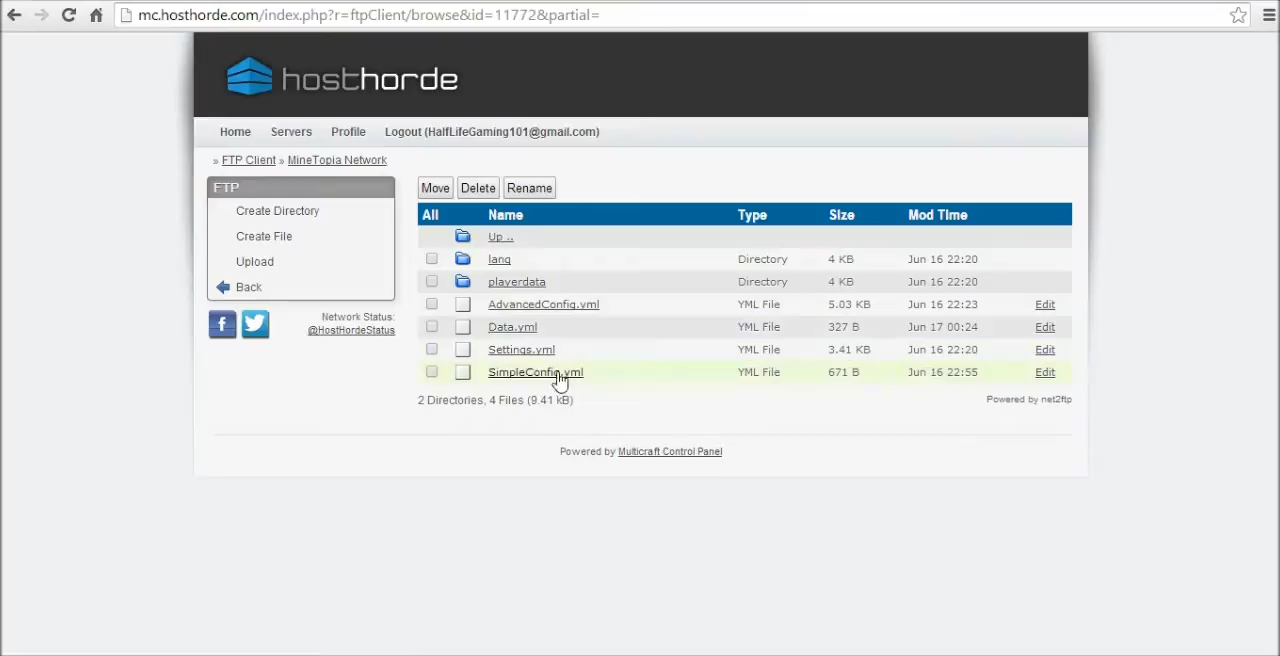 mc.hosthorde.com/index.php?r=ftpClient/browse&id=11772&partial=
hosthorde
Home Servers Profile Logout (HalfLifeGaming101@gmail.com)
» FTP Client » MineTopia Network
FTP
Create Directory
Create File
Upload
Back
Network Status:
@HostHordeStatus
Move Delete Rename
All Name Type Size Mod Time
Up ..
lang Directory 4 KB Jun 16 22:20
playerdata Directory 4 KB Jun 16 22:20
AdvancedConfig.yml YML File 5.03 KB Jun 16 22:23 Edit
Data.yml YML File 327 B Jun 17 00:24 Edit
Settings.yml YML File 3.41 KB Jun 16 22:20 Edit
SimpleConfig.yml YML File 671 B Jun 16 22:55 Edit
2 Directories, 4 Files (9.41 kB) Powered by net2ftp
Powered by Multicraft Control Panel